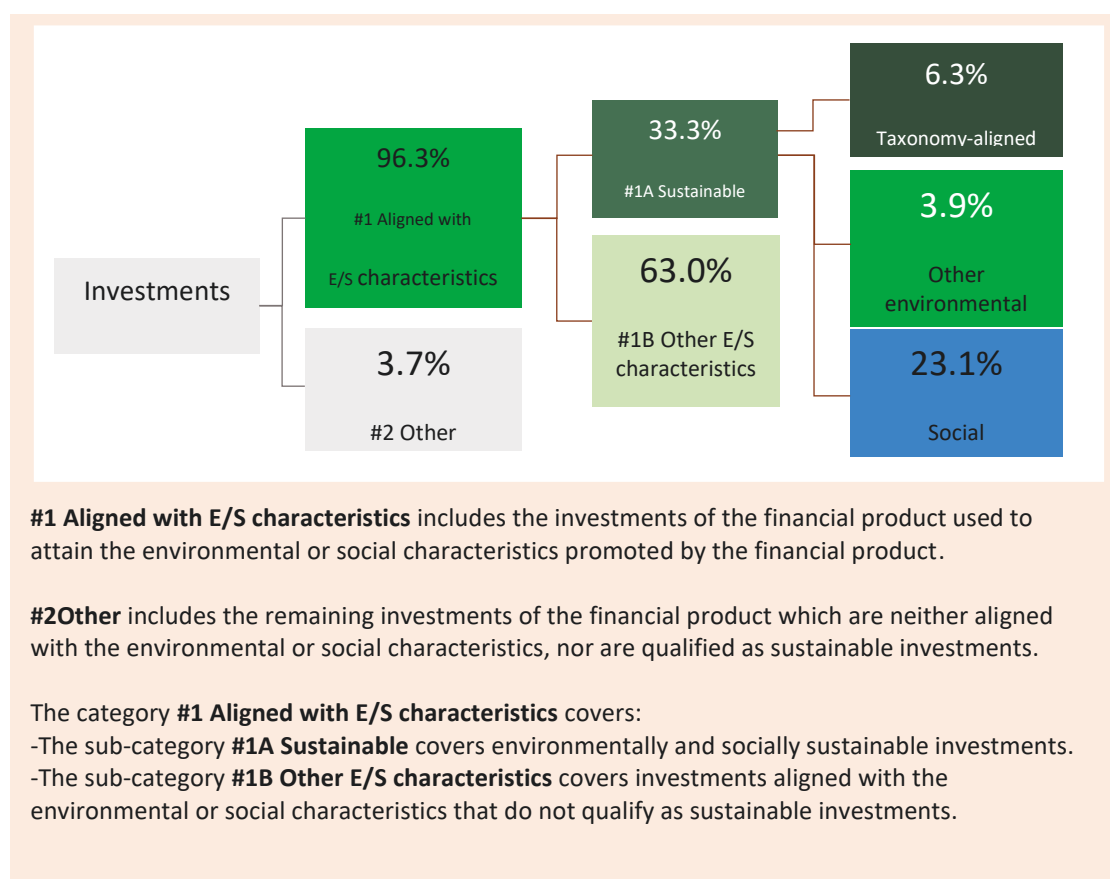 Investments
96.3%
#1 Aligned with
E/S characteristics
3.7%
#2 Other
33.3%
#1A Sustainable
63.0%
#1B Other E/S
characteristics
6.3%
Taxonomy-aligned
3.9%
Other
environmental
23.1%
Social
#1 Aligned with E/S characteristics includes the investments of the financial product used to
attain the environmental or social characteristics promoted by the financial product.
#2Other includes the remaining investments of the financial product which are neither aligned
with the environmental or social characteristics, nor are qualified as sustainable investments.
The category #1 Aligned with E/S characteristics covers:
-The sub-category #1A Sustainable covers environmentally and socially sustainable investments.
-The sub-category #1B Other E/S characteristics covers investments aligned with the
environmental or social characteristics that do not qualify as sustainable investments.